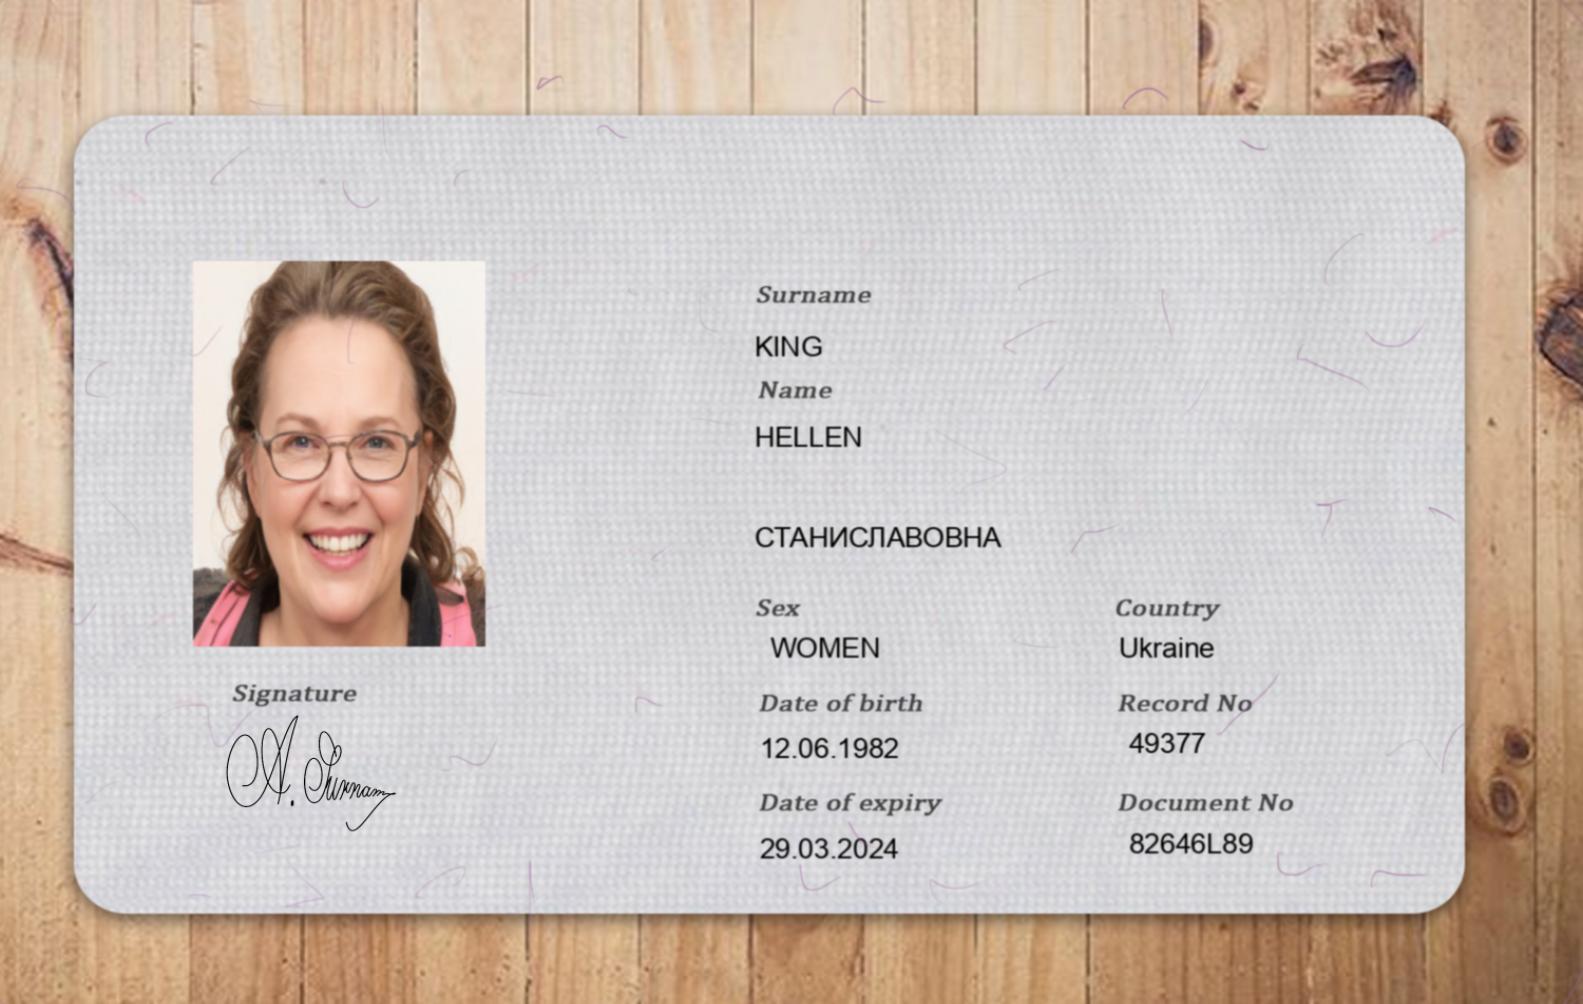 Surname
KING
Name
HELLEN
СТАНИСЛАВОВНА
Sex Country
WOMEN Ukraine
Signature
Date of birth Record No
12.06.1982 49377
A. Surnam
Date of expiry Document No
29.03.2024 82646L89